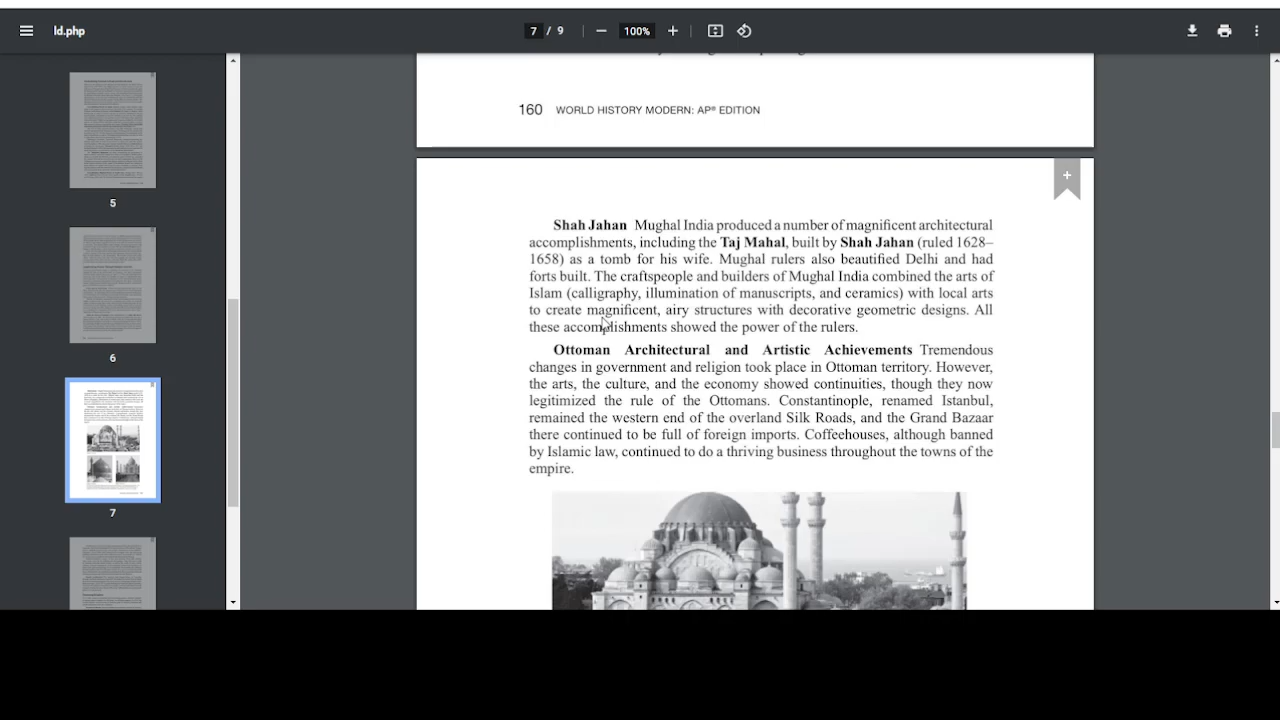 ld.php
7 / 9
100%
5
6
7
160 WORLD HISTORY MODERN: AP® EDITION
Shah Jahan Mughal India produced a number of magnificent architectural
accomplishments, including the Taj Mahal, built by Shah Jahan (ruled 1628–
1658) as a tomb for his wife. Mughal rulers also beautified Delhi and had
forts built. The craftspeople and builders of Mughal India combined the arts of
Islam (calligraphy, illumination of manuscripts, and ceramics) with local arts
to create magnificent, airy structures with decorative geometric designs. All
these accomplishments showed the power of the rulers.
Ottoman Architectural and Artistic Achievements Tremendous
changes in government and religion took place in Ottoman territory. However,
the arts, the culture, and the economy showed continuities, though they now
legitimized the rule of the Ottomans. Constantinople, renamed Istanbul,
remained the western end of the overland Silk Roads, and the Grand Bazaar
there continued to be full of foreign imports. Coffeehouses, although banned
by Islamic law, continued to do a thriving business throughout the towns of the
empire.